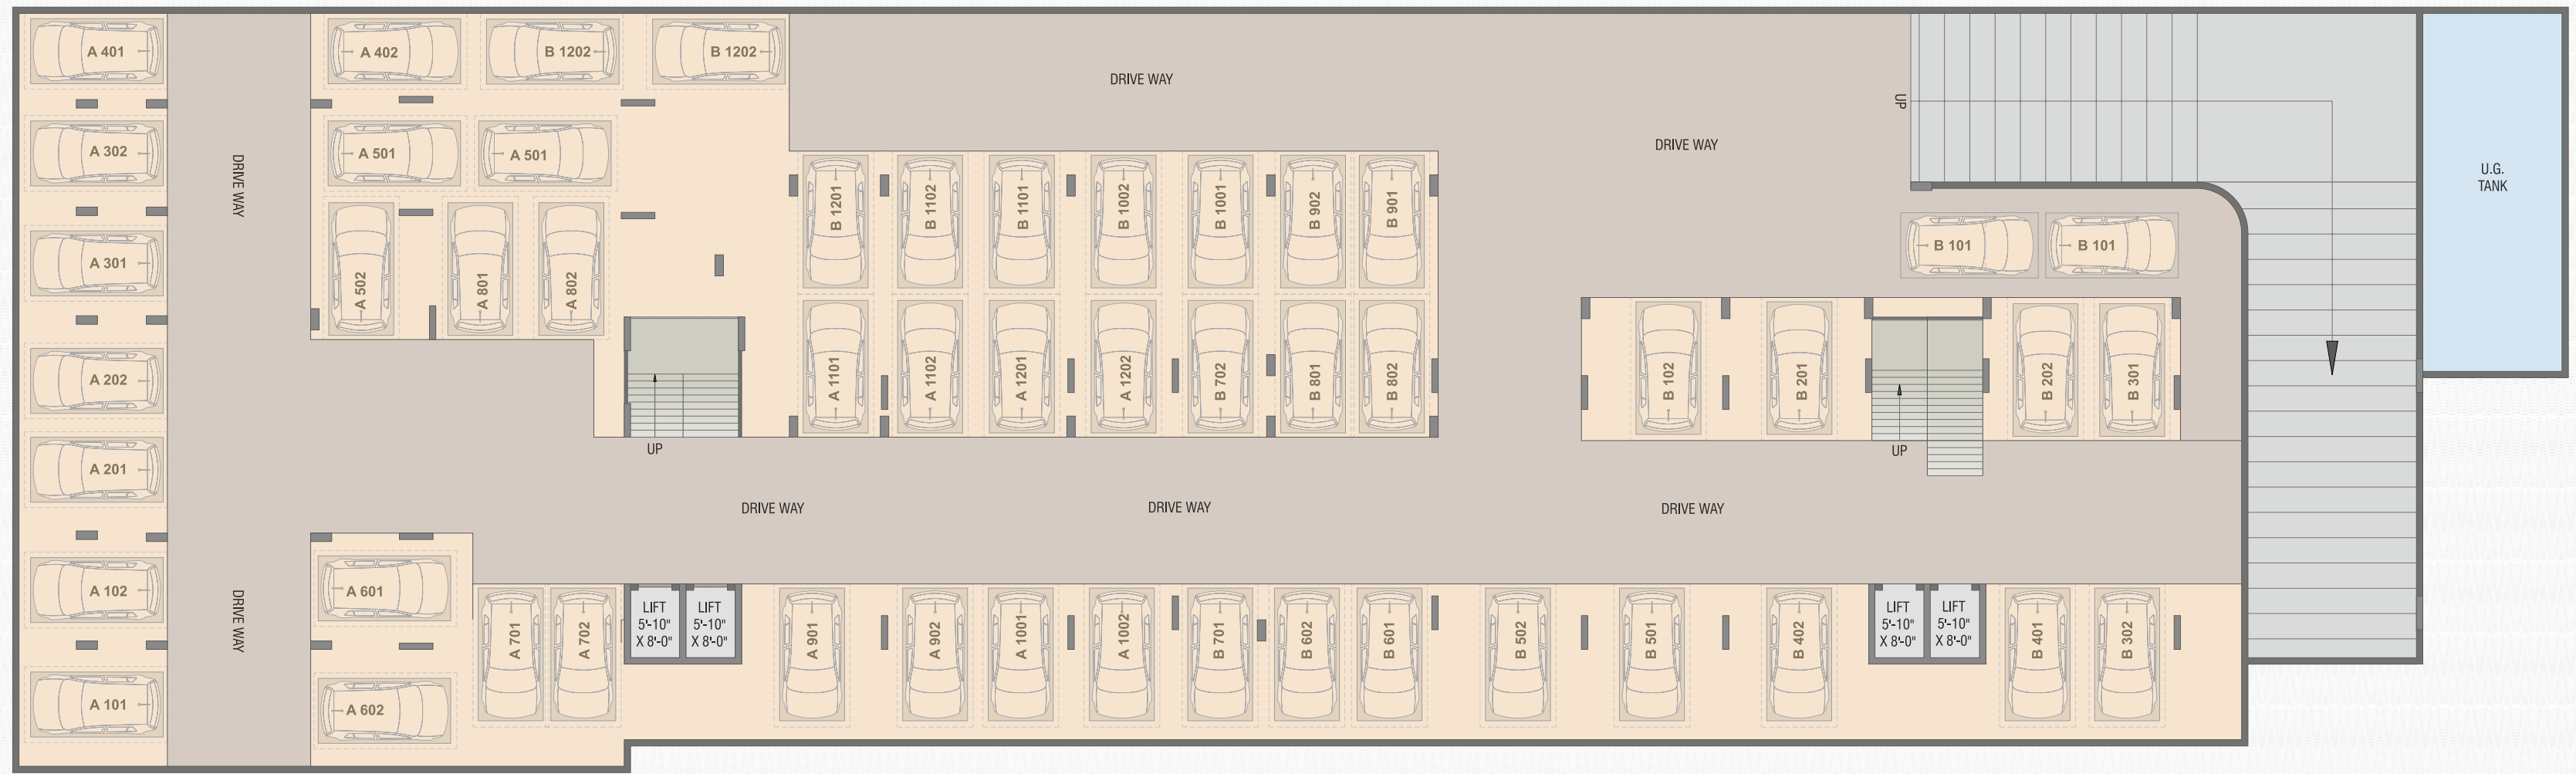 A 401
A 402
B 1202
B 1202
DRIVE WAY
UP
A 302
A 501
A 501
DRIVE WAY
DRIVE WAY
U.G.
TANK
A 301
A 502
A 801
A 802
B 1201
B 1102
B 1101
B 1002
B 1001
B 902
B 901
B 101
B 101
A 202
A 1101
A 1102
A 1201
A 1202
B 702
B 801
B 802
B 102
B 201
B 202
B 301
UP
UP
A 201
DRIVE WAY
DRIVE WAY
DRIVE WAY
A 102
A 601
DRIVE WAY
A 701
A 702
LIFT
5'-10"
X 8'-0"
LIFT
5'-10"
X 8'-0"
A 901
A 902
A 1001
A 1002
B 701
B 602
B 601
B 502
B 501
B 402
LIFT
5'-10"
X 8'-0"
LIFT
5'-10"
X 8'-0"
B 401
B 302
A 101
A 602